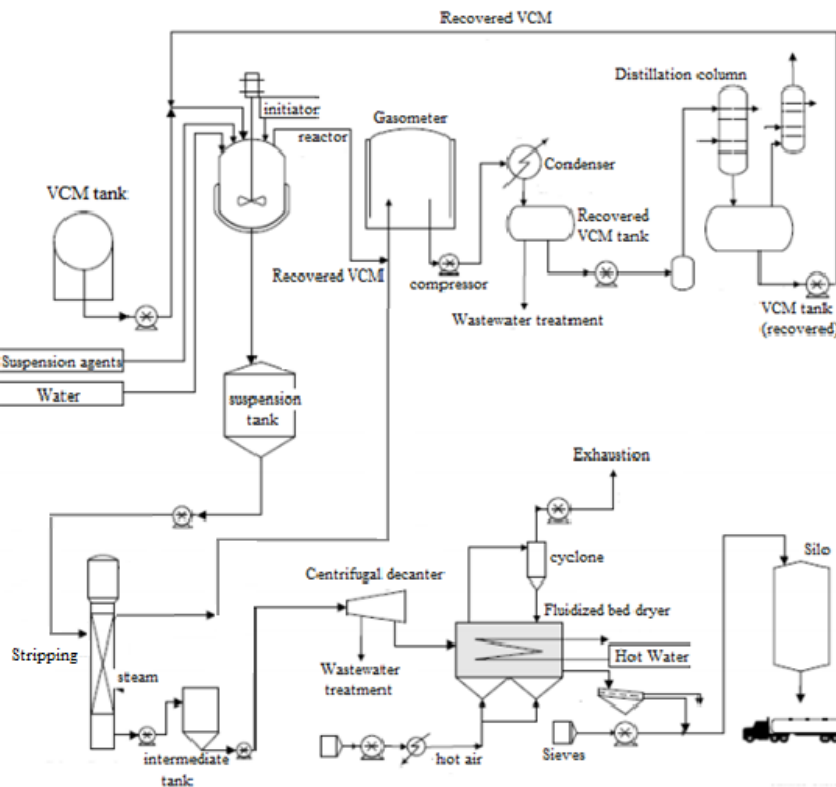 Recovered VCM
Distillation column
initiator
Gasometer
reactor
Condenser
VCM tank
Recovered
VCM tank
Recovered VCM
compressor
Wastewater treatment
VCM tank
(recovered)
Suspension agents
Water
suspension
tank
Exhaustion
Silo
cyclone
Centrifugal decanter
Fluidized bed dryer
Stripping
steam
Wastewater
treatment
Hot Water
intermediate
tank
hot air
Sieves